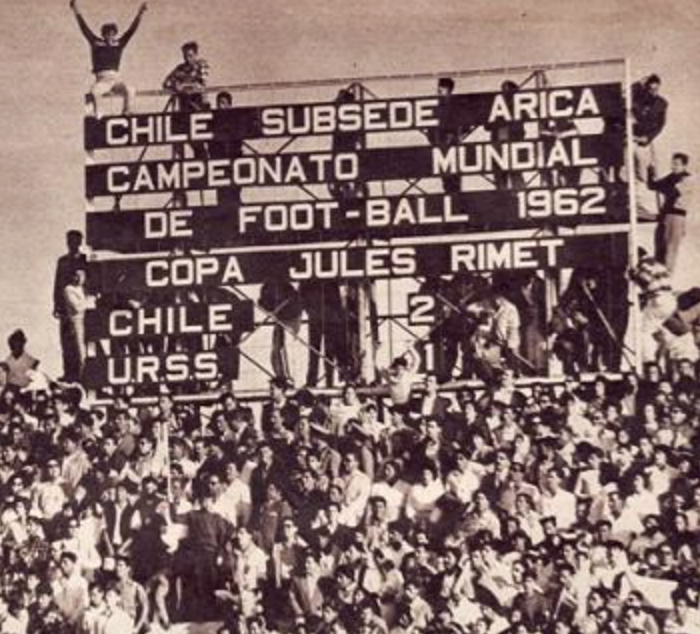 CHILE SUBSEDE ARICA
CAMPEONATO MUNDIAL
DE FOOT-BALL 1962
COPA JULES RIMET
CHILE 2
U.R.S.S. 1